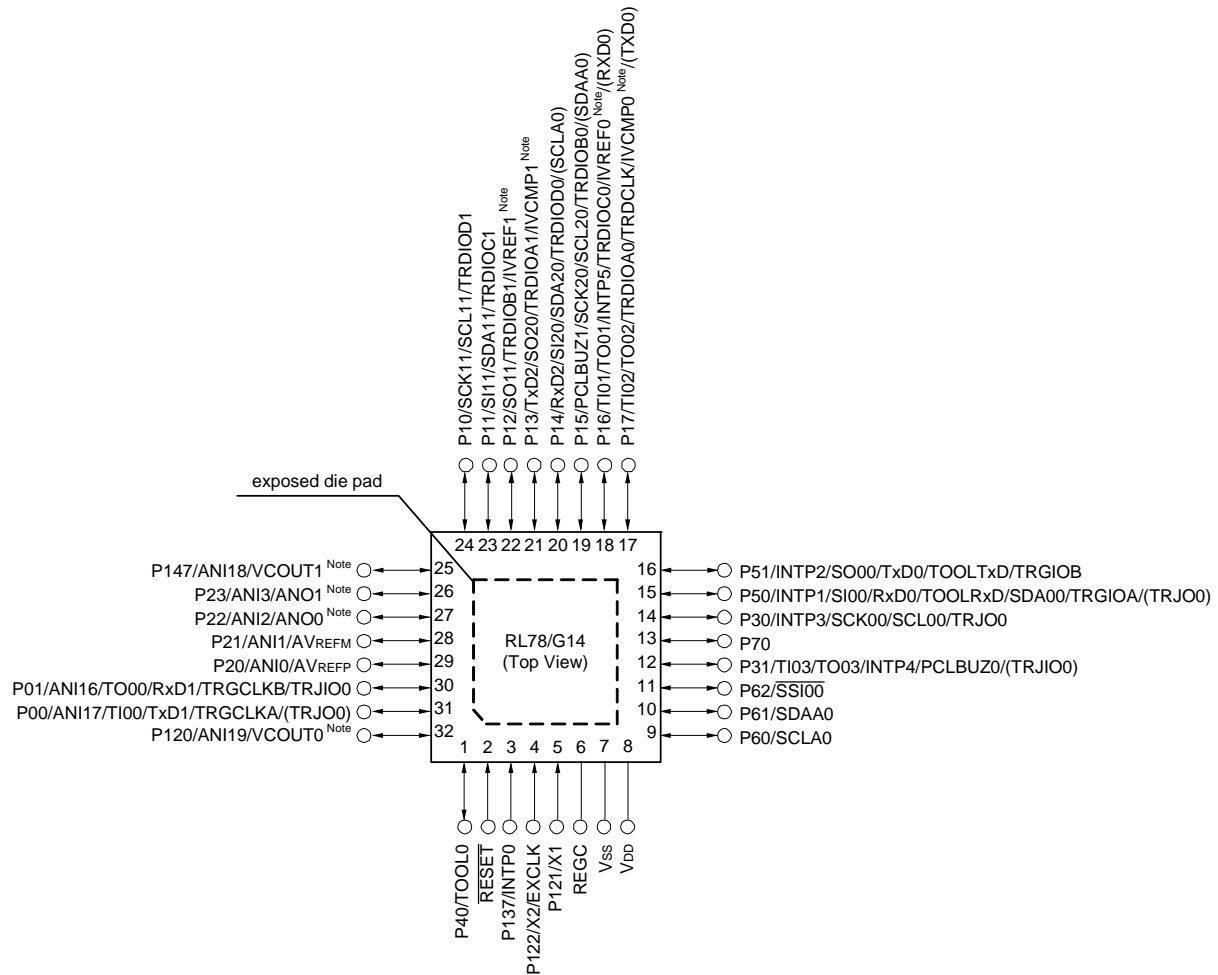 P10/SCK11/SCL11/TRDIOD1
P11/SI11/SDA11/TRDIOC1
P12/SO11/TRDIOB1/IVREF1 Note
P13/TxD2/SO20/TRDIOA1/IVCMP1 Note
P14/RxD2/SI20/SDA20/TRDIOD0/(SCLA0)
P15/PCLBUZ1/SCK20/SCL20/TRDIOB0/(SDAA0)
P16/TI01/TO01/INTP5/TRDIOC0/IVREF0 Note/(RXD0)
P17/TI02/TO02/TRDIOA0/TRDCLK/IVCMP0 Note/(TXD0)
exposed die pad
24 23 22 21 20 19 18 17
P147/ANI18/VCOUT1 Note 25
P23/ANI3/ANO1 Note 26
P22/ANI2/ANO0 Note 27
P21/ANI1/AVREFM 28
P20/ANI0/AVREFP 29
P01/ANI16/TO00/RxD1/TRGCLKB/TRJIO0 30
P00/ANI17/TI00/TxD1/TRGCLKA/(TRJO0) 31
P120/ANI19/VCOUT0 Note 32
RL78/G14
(Top View)
16 P51/INTP2/SO00/TxD0/TOOLTxD/TRGIOB
15 P50/INTP1/SI00/RxD0/TOOLRxD/SDA00/TRGIOA/(TRJO0)
14 P30/INTP3/SCK00/SCL00/TRJO0
13 P70
12 P31/TI03/TO03/INTP4/PCLBUZ0/(TRJIO0)
11 P62/SSI00
10 P61/SDAA0
9 P60/SCLA0
1 2 3 4 5 6 7 8
P40/TOOL0
RESET
P137/INTP0
P122/X2/EXCLK
P121/X1
REGC
VSS
VDD